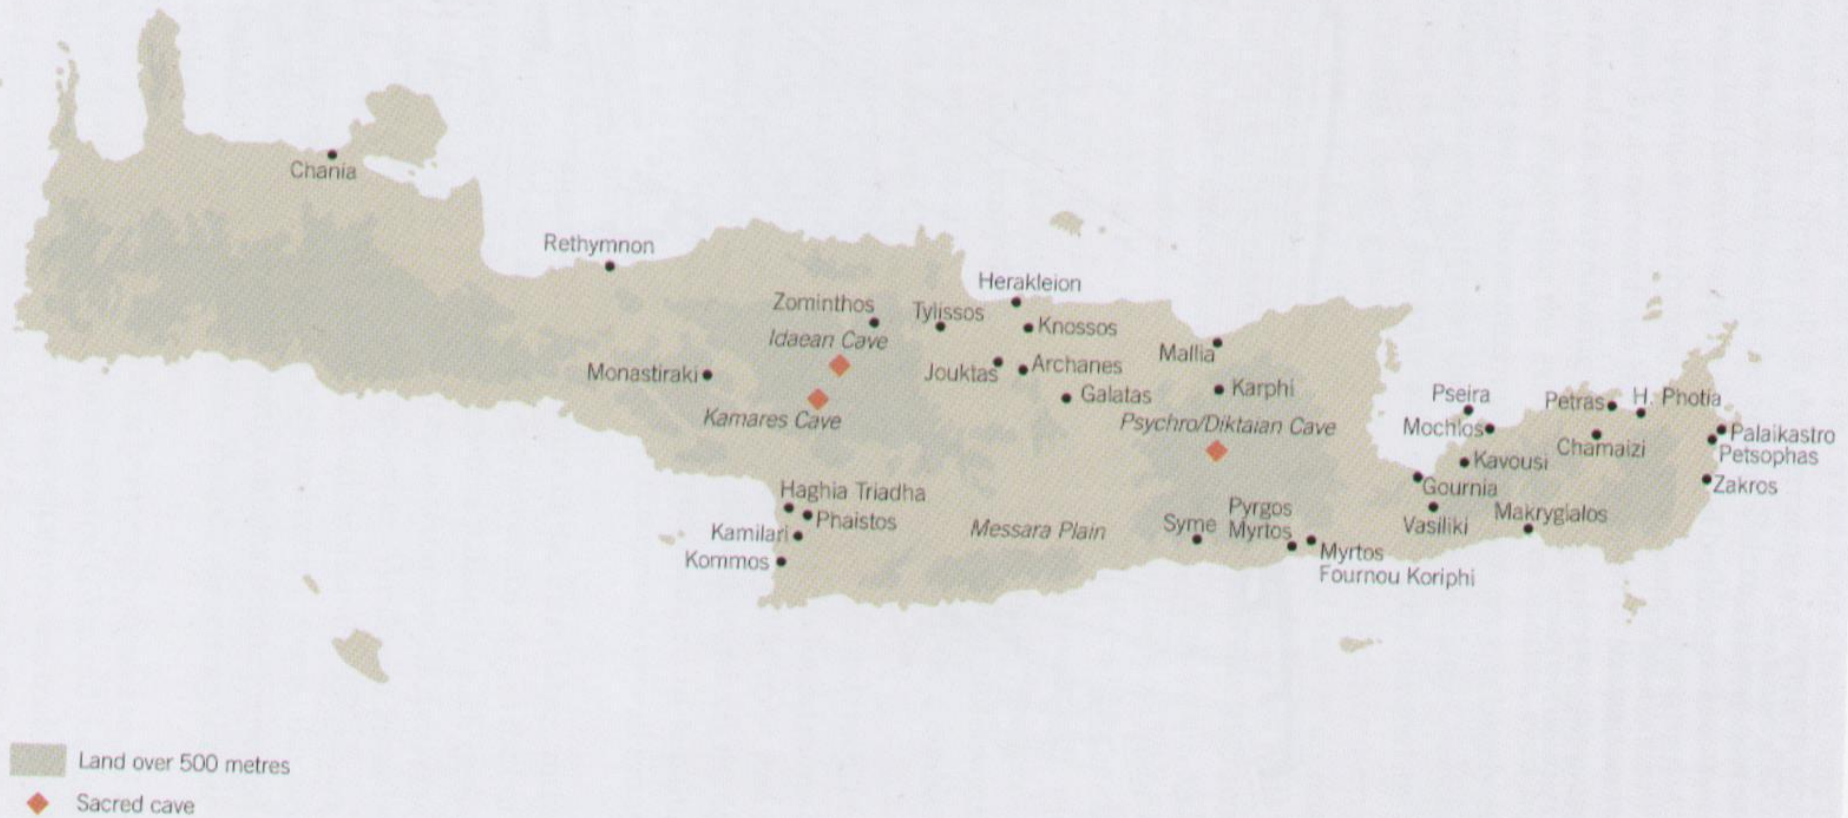 Chania
Rethymnon
Herakleion
Zominthos
Tylissos
Knossos
Idaean Cave
Mallia
Monastiraki
Jouktas
Archanes
Karphi
Galatas
Kamares Cave
Psychro/Diktaian Cave
Pseira
Petras
H. Photia
Mochlos
Chamaizi
Palaikastro
Petsophas
Kavousi
Zakros
Gournia
Haghia Triadha
Phaistos
Pyrgos
Myrtos
Makrygialos
Syme
Vasiliki
Kamilari
Messara Plain
Kommos
Myrtos
Fournou Koriphi
Land over 500 metres
Sacred cave